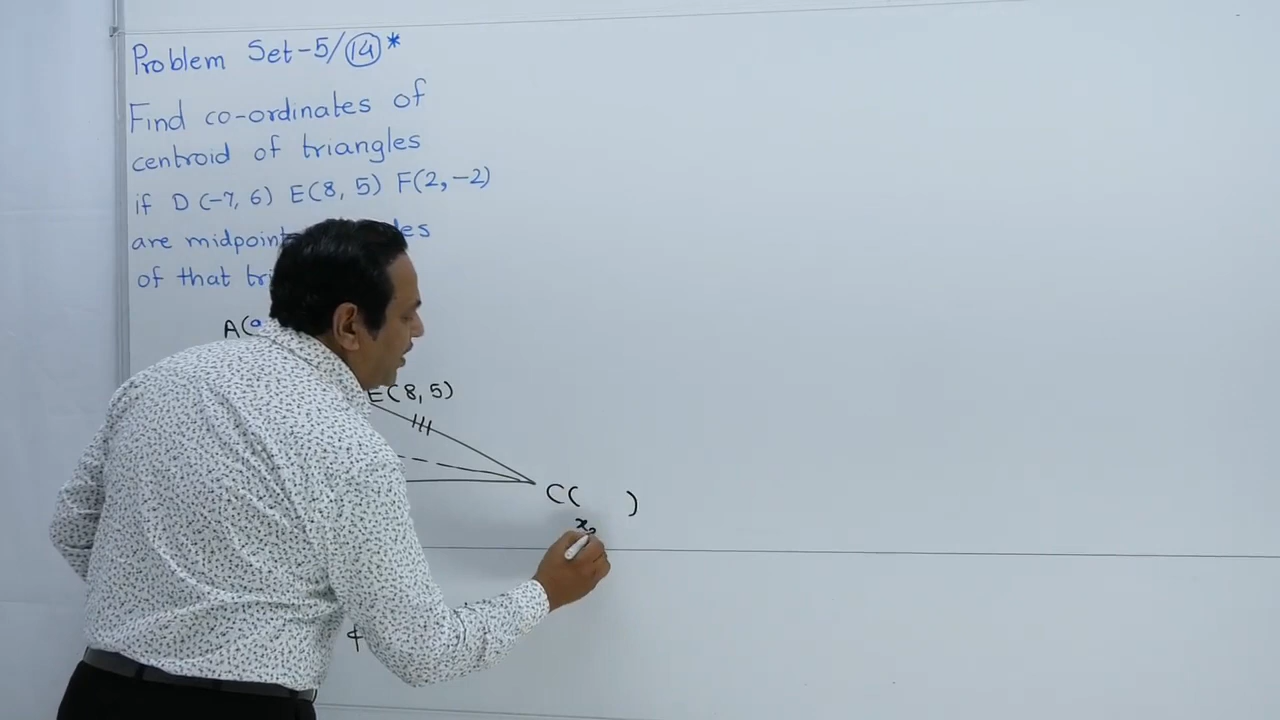 Problem Set-5/14*
Find co-ordinates of
centroid of triangles
if D (-7, 6) E(8, 5) F(2, -2)
are midpoint
of that
A(
E(8, 5)
C( )
x